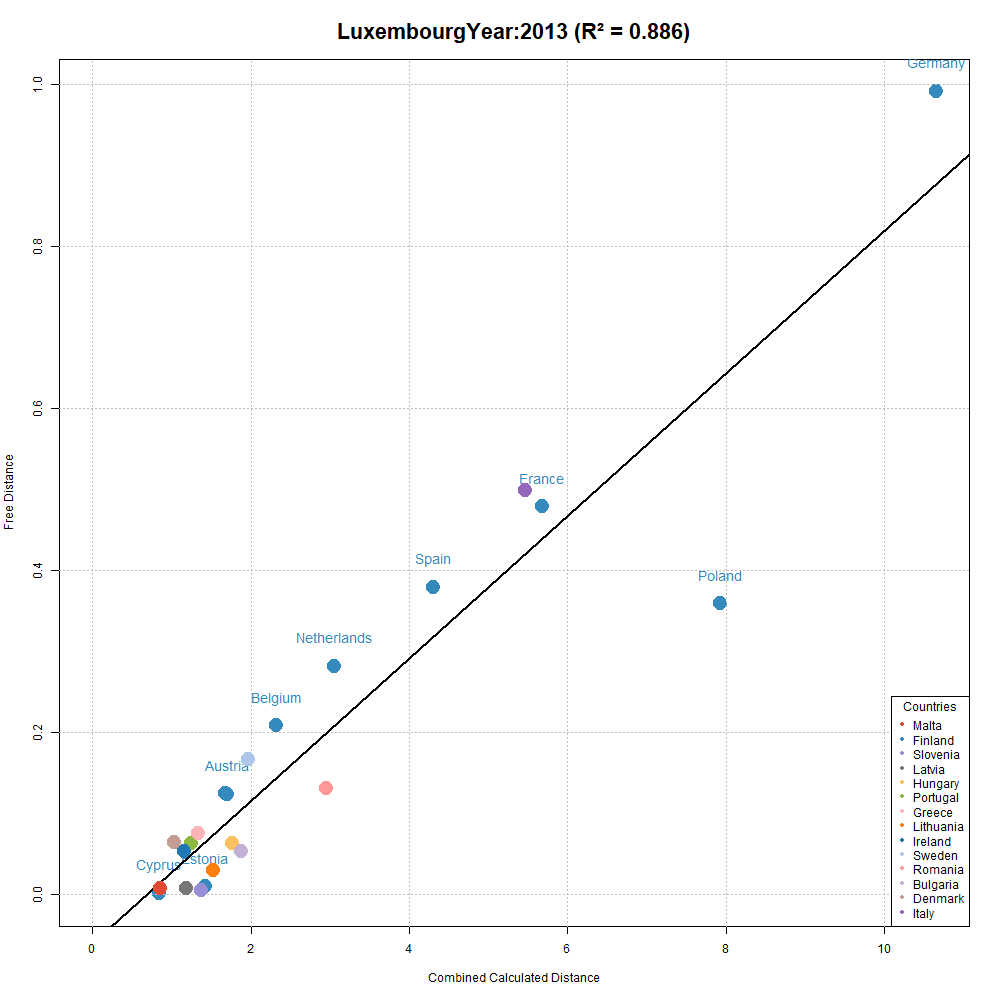 LuxembourgYear:2013 (R² = 0.886)
Germany
1.0
0.8
0.6
0.4
0.2
0.0
Free Distance
France
Spain
Poland
Netherlands
Belgium
Austria
Cyprus
Estonia
Countries
Malta
Finland
Slovenia
Latvia
Hungary
Portugal
Greece
Lithuania
Ireland
Sweden
Romania
Bulgaria
Denmark
Italy
0 2 4 6 8 10
Combined Calculated Distance